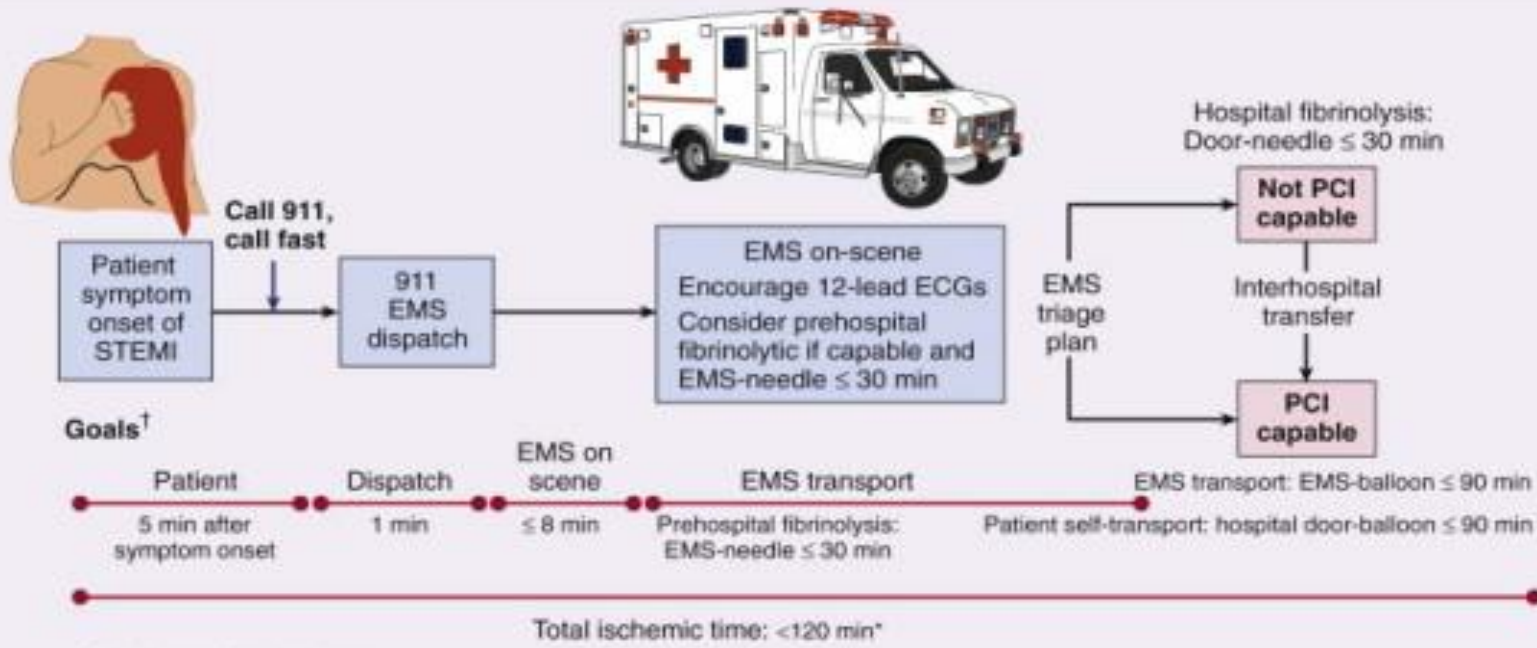 Hospital fibrinolysis:
Door-needle ≤ 30 min
Call 911,
call fast
Patient
symptom
onset of
STEMI
911
EMS
dispatch
EMS on-scene
Encourage 12-lead ECGs
Consider prehospital
fibrinolytic if capable and
EMS-needle ≤ 30 min
EMS
triage
plan
Not PCI
capable
Interhospital
transfer
PCI
capable
Goals†
Patient
5 min after
symptom onset
Dispatch
1 min
EMS on
scene
≤ 8 min
EMS transport
Prehospital fibrinolysis:
EMS-needle ≤ 30 min
EMS transport: EMS-balloon ≤ 90 min
Patient self-transport: hospital door-balloon ≤ 90 min
Total ischemic time: <120 min*